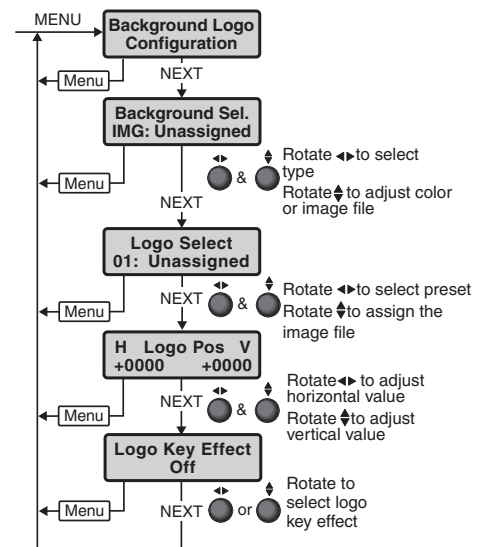 MENU
Background Logo
Configuration
Menu
NEXT
Background Sel.
IMG: Unassigned
Rotate ◂▸to select
type
&
Menu
Rotate ▴▾ to adjust color
or image file
NEXT
Logo Select
01: Unassigned
Rotate ◂▸to select preset
NEXT
&
Menu
Rotate ▴▾to assign the
image file
H Logo Pos V
+0000 +0000
Rotate◂▸ to adjust
horizontal value
NEXT
&
Menu
Rotate ▴▾to adjust
vertical value
Logo Key Effect
Off
Rotate to
select logo
key effect
Menu
NEXT
or